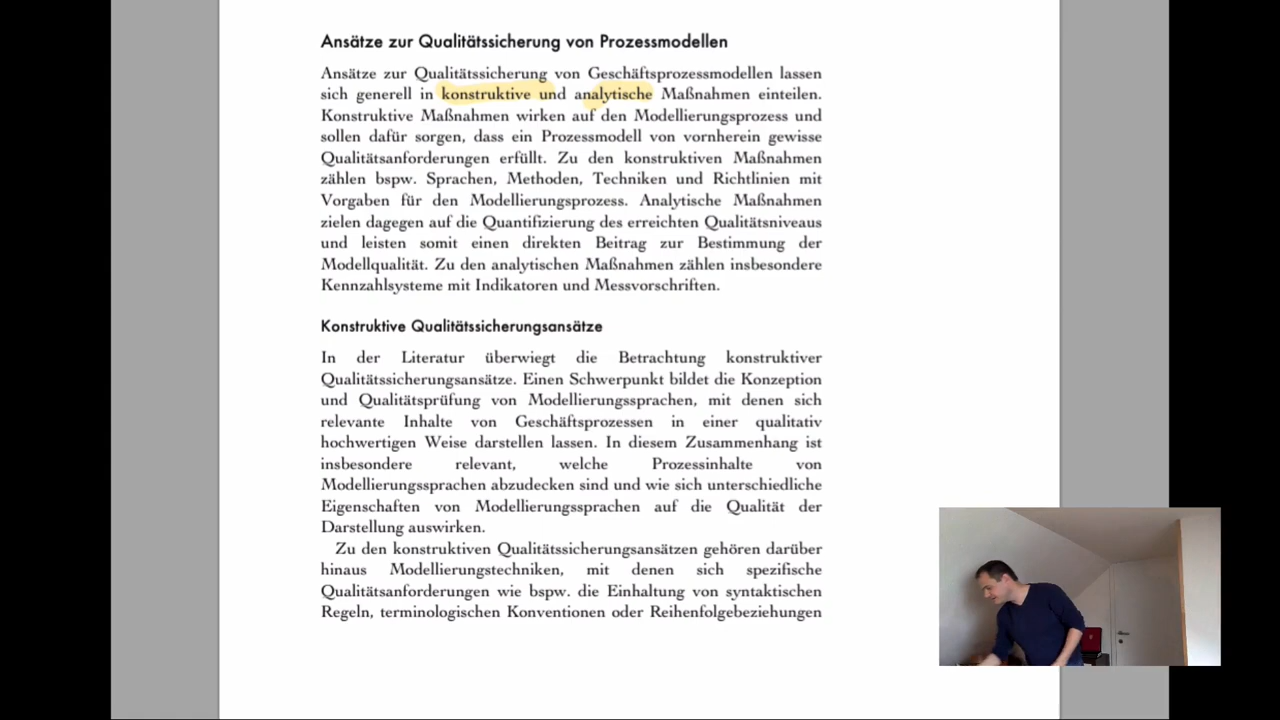 Ansätze zur Qualitätssicherung von Prozessmodellen
Ansätze zur Qualitätssicherung von Geschäftsprozessmodellen lassen
sich generell in konstruktive und analytische Maßnahmen einteilen.
Konstruktive Maßnahmen wirken auf den Modellierungsprozess und
sollen dafür sorgen, dass ein Prozessmodell von vornherein gewisse
Qualitätsanforderungen erfüllt. Zu den konstruktiven Maßnahmen
zählen bspw. Sprachen, Methoden, Techniken und Richtlinien mit
Vorgaben für den Modellierungsprozess. Analytische Maßnahmen
zielen dagegen auf die Quantifizierung des erreichten Qualitätsniveaus
und leisten somit einen direkten Beitrag zur Bestimmung der
Modellqualität. Zu den analytischen Maßnahmen zählen insbesondere
Kennzahlsysteme mit Indikatoren und Messvorschriften.
Konstruktive Qualitätssicherungsansätze
In der Literatur überwiegt die Betrachtung konstruktiver
Qualitätssicherungsansätze. Einen Schwerpunkt bildet die Konzeption
und Qualitätsprüfung von Modellierungssprachen, mit denen sich
relevante Inhalte von Geschäftsprozessen in einer qualitativ
hochwertigen Weise darstellen lassen. In diesem Zusammenhang ist
insbesondere relevant, welche Prozessinhalte von
Modellierungssprachen abzudecken sind und wie sich unterschiedliche
Eigenschaften von Modellierungssprachen auf die Qualität der
Darstellung auswirken.
Zu den konstruktiven Qualitätssicherungsansätzen gehören darüber
hinaus Modellierungstechniken, mit denen sich spezifische
Qualitätsanforderungen wie bspw. die Einhaltung von syntaktischen
Regeln, terminologischen Konventionen oder Reihenfolgebeziehungen